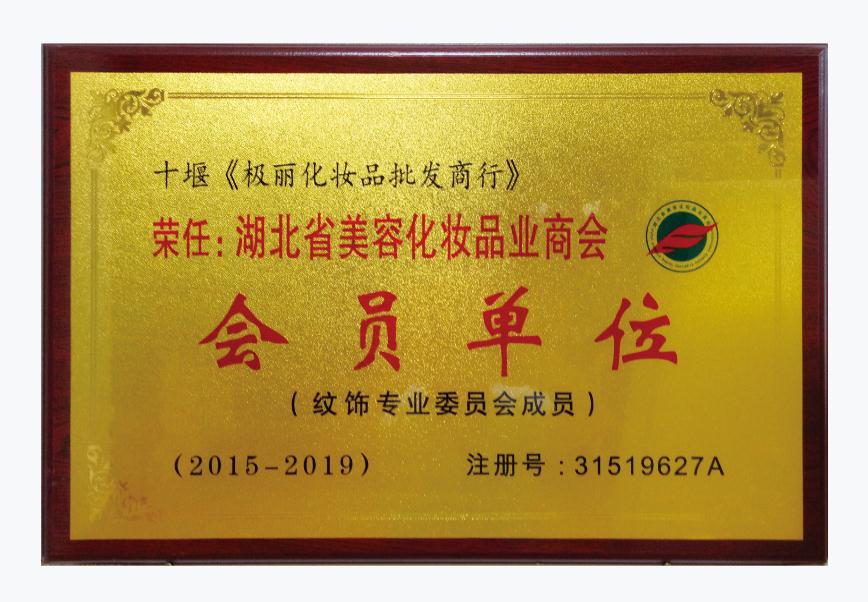 十堰《极丽化妆品批发商行》
荣任：湖北省美容化妆品业商会
会员单位
（纹饰专业委员会成员）
（2015-2019）
注册号：31519627A